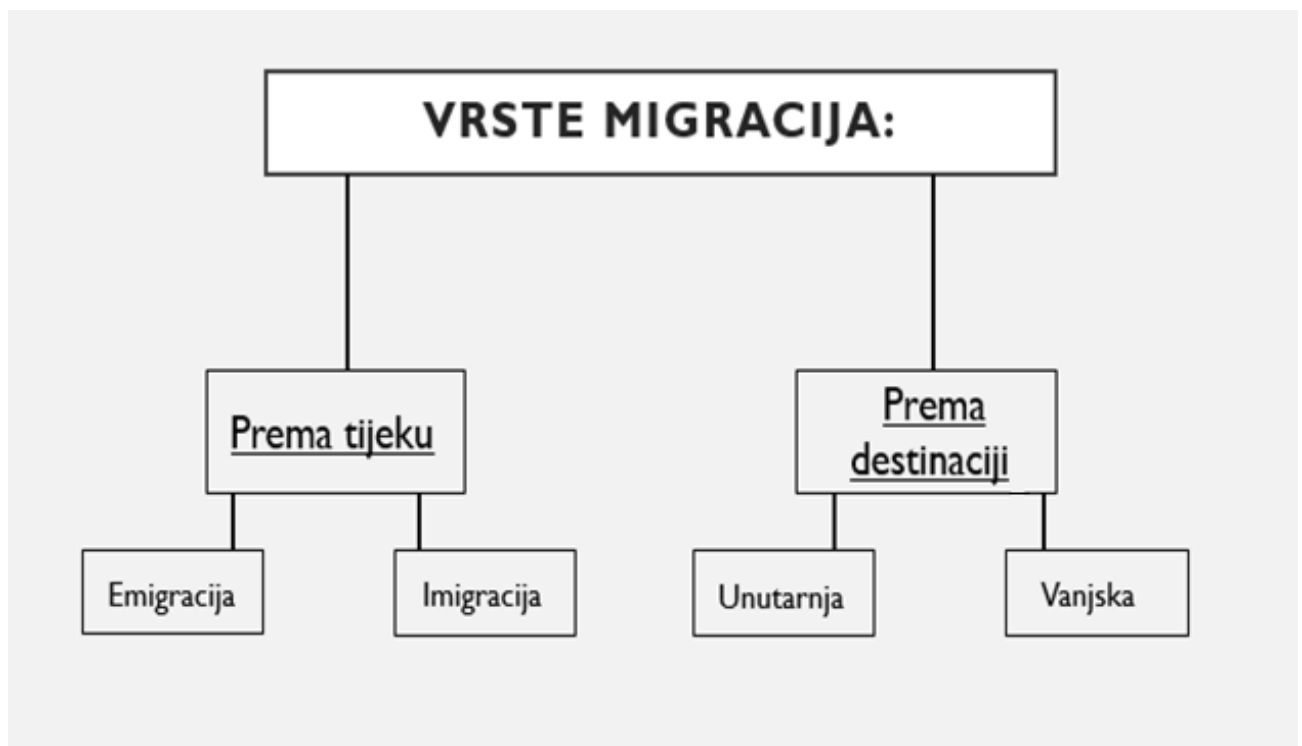 VRSTE MIGRACIJA:
Prema tijeku
Prema
destinaciji
Emigracija
Imigracija
Unutarnja
Vanjska